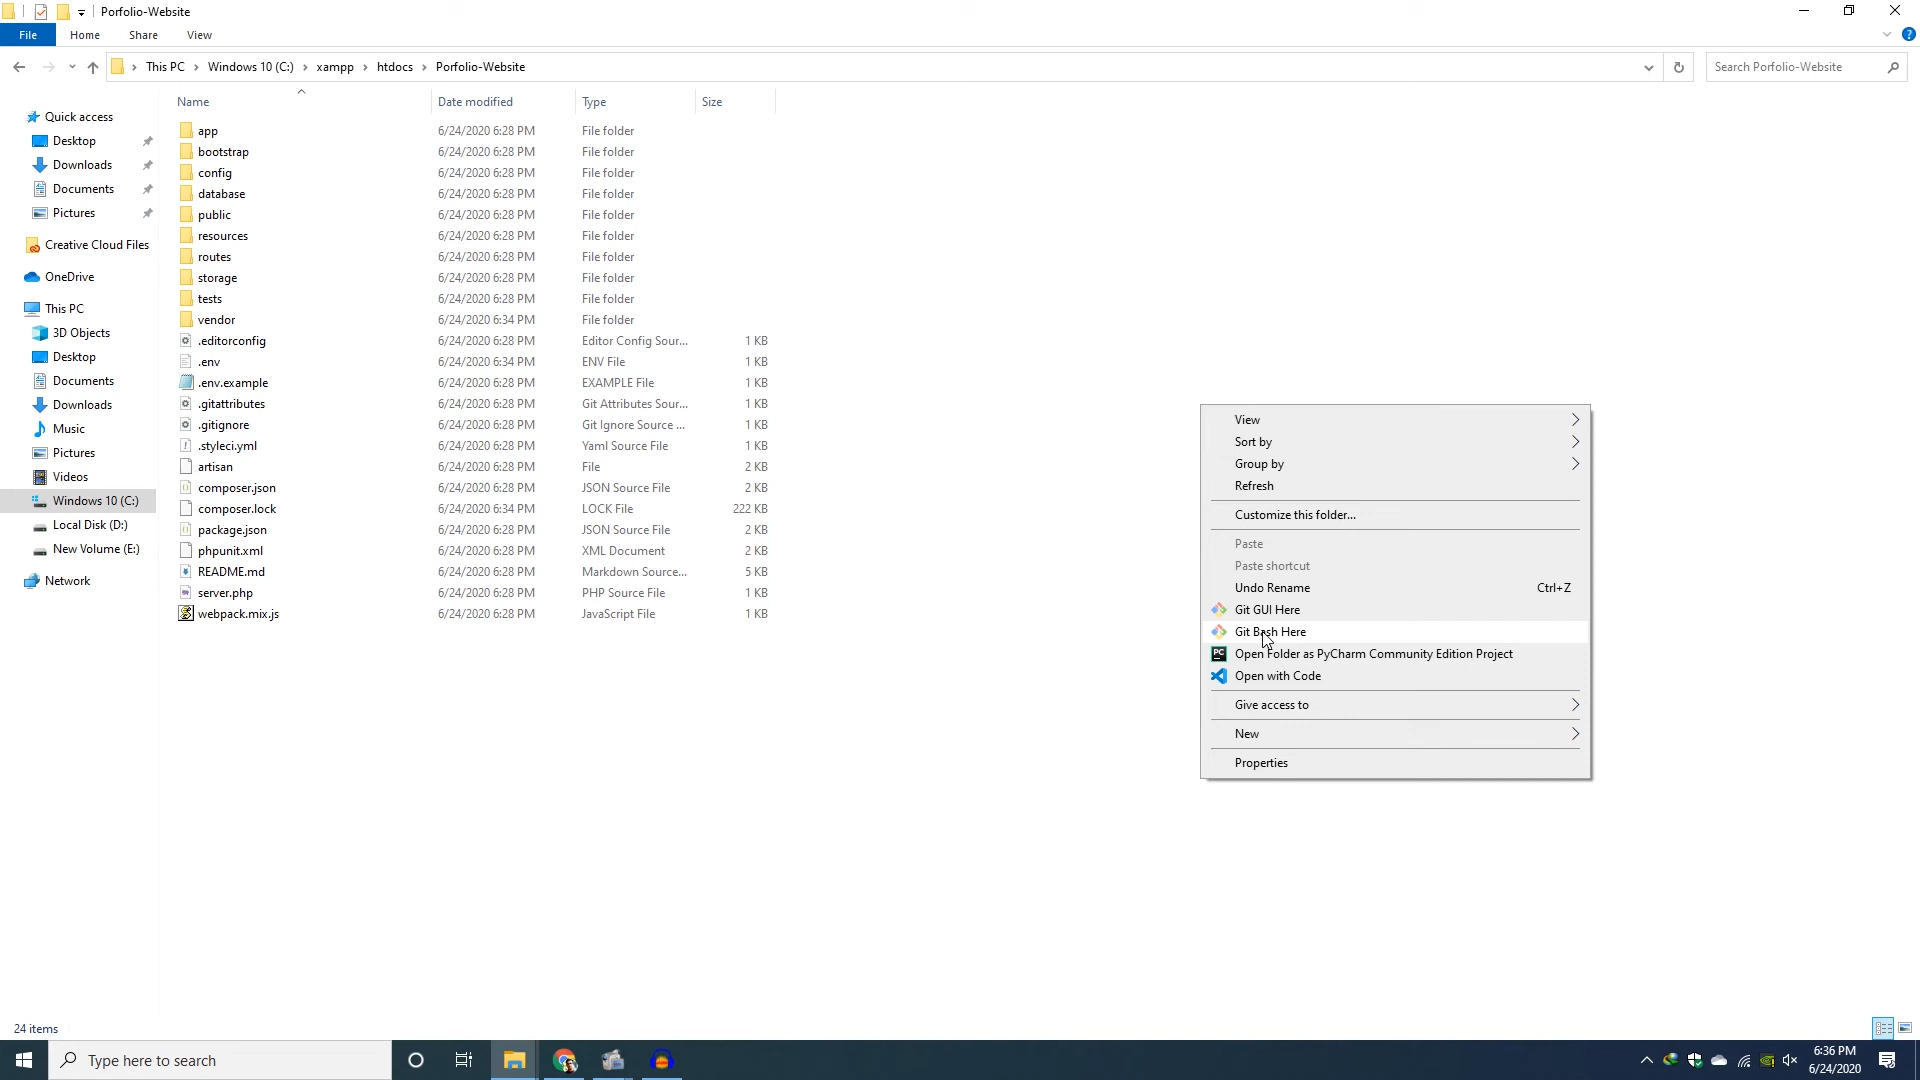 Porfolio-Website
File Home Share View
This PC Windows 10 (C:) xampp htdocs Porfolio-Website
Search Porfolio-Website
Name Date modified Type Size
Quick access
Desktop
Downloads
Documents
Pictures
Creative Cloud Files
OneDrive
This PC
3D Objects
Desktop
Documents
Downloads
Music
Pictures
Videos
Windows 10 (C:)
Local Disk (D:)
New Volume (E:)
Network
app 6/24/2020 6:28 PM File folder
bootstrap 6/24/2020 6:28 PM File folder
config 6/24/2020 6:28 PM File folder
database 6/24/2020 6:28 PM File folder
public 6/24/2020 6:28 PM File folder
resources 6/24/2020 6:28 PM File folder
routes 6/24/2020 6:28 PM File folder
storage 6/24/2020 6:28 PM File folder
tests 6/24/2020 6:28 PM File folder
vendor 6/24/2020 6:34 PM File folder
.editorconfig 6/24/2020 6:28 PM Editor Config Sour... 1 KB
.env 6/24/2020 6:34 PM ENV File 1 KB
.env.example 6/24/2020 6:28 PM EXAMPLE File 1 KB
.gitattributes 6/24/2020 6:28 PM Git Attributes Sour... 1 KB
.gitignore 6/24/2020 6:28 PM Git Ignore Source ... 1 KB
.styleci.yml 6/24/2020 6:28 PM Yaml Source File 1 KB
artisan 6/24/2020 6:28 PM File 2 KB
composer.json 6/24/2020 6:28 PM JSON Source File 2 KB
composer.lock 6/24/2020 6:34 PM LOCK File 222 KB
package.json 6/24/2020 6:28 PM JSON Source File 2 KB
phpunit.xml 6/24/2020 6:28 PM XML Document 2 KB
README.md 6/24/2020 6:28 PM Markdown Source... 5 KB
server.php 6/24/2020 6:28 PM PHP Source File 1 KB
webpack.mix.js 6/24/2020 6:28 PM JavaScript File 1 KB
View
Sort by
Group by
Refresh
Customize this folder...
Paste
Paste shortcut
Undo Rename Ctrl+Z
Git GUI Here
Git Bash Here
Open Folder as PyCharm Community Edition Project
Open with Code
Give access to
New
Properties
24 items
Type here to search
6:36 PM
6/24/2020